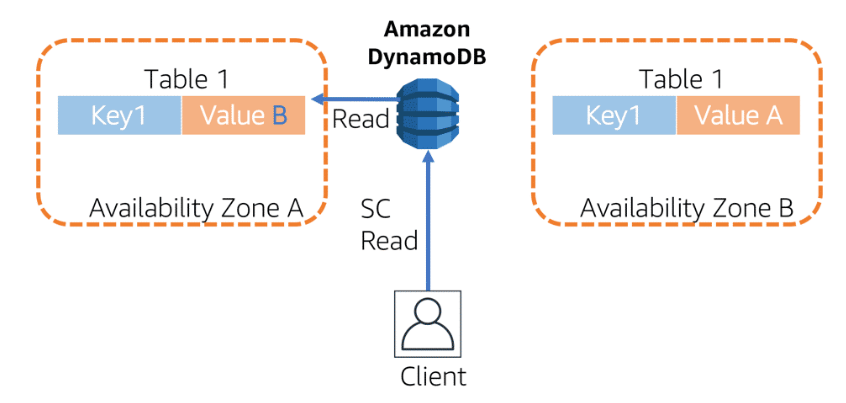 Amazon
DynamoDB
Table 1
Key1 Value B
Availability Zone A
Read
SC
Read
Client
Table 1
Key1 Value A
Availability Zone B